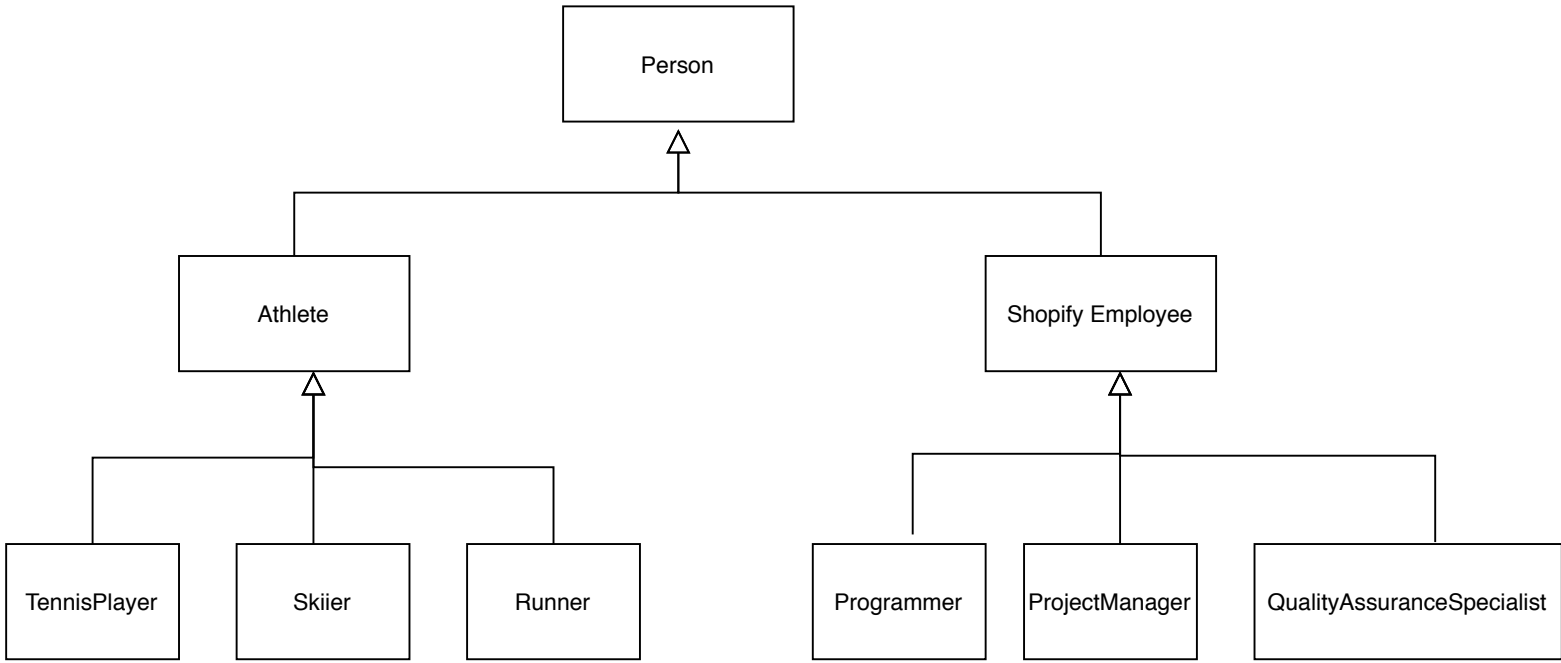 Person
Athlete
Shopify Employee
TennisPlayer
Skiier
Runner
Programmer
ProjectManager
QualityAssuranceSpecialist